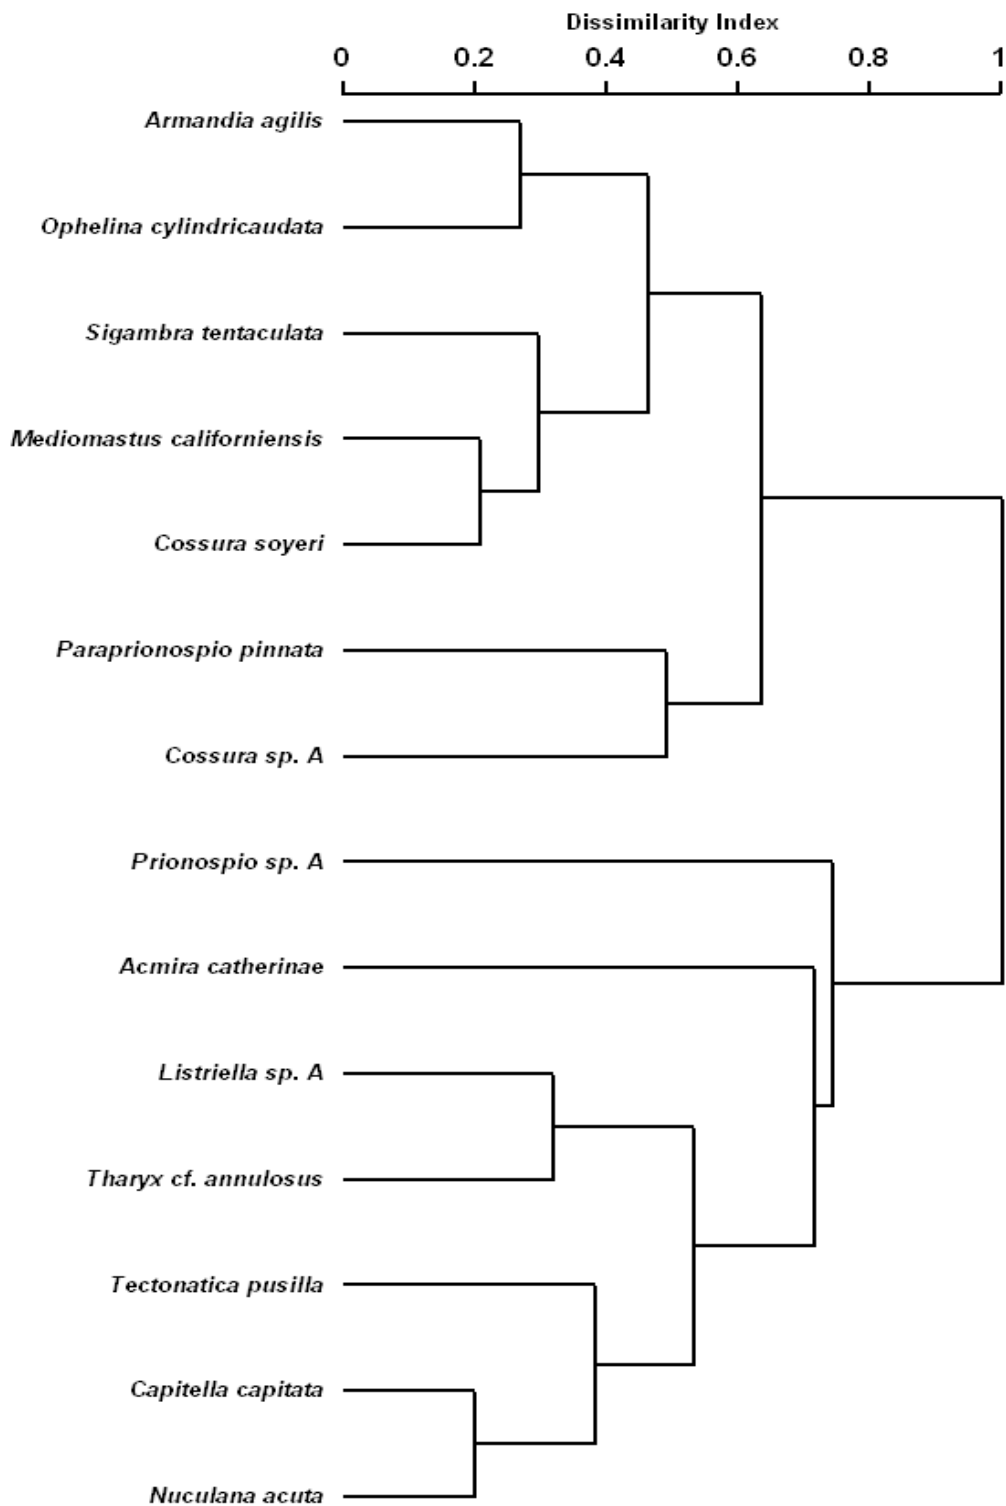 Dissimilarity Index
0 0.2 0.4 0.6 0.8 1
Armandia agilis
Ophelina cylindricaudata
Sigambra tentaculata
Mediomastus californiensis
Cossura soyeri
Paraprionospio pinnata
Cossura sp. A
Prionospio sp. A
Acmira catherinae
Listriella sp. A
Tharyx cf. annulosus
Tectonatica pusilla
Capitella capitata
Nuculana acuta